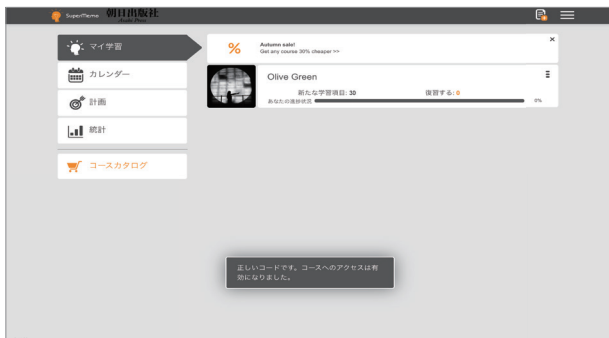 SuperMemo 朝日出版社
Asahi Press
マイ学習
カレンダー
計画
統計
コースカタログ
%
Autumn sale!
Get any course 30% cheaper >>
×
Olive Green
新たな学習項目: 30 復習する: 0
あなたの進捗状況 0%
正しいコードです。コースへのアクセスは有
効になりました。